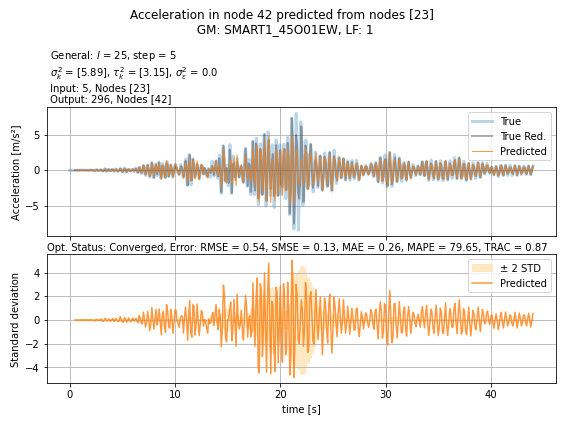 Acceleration in node 42 predicted from nodes [23]
GM: SMART1_45O01EW, LF: 1
General: l = 25, step = 5
σ²ₖ = [5.89], τ²ₖ = [3.15], σ²ε = 0.0
Input: 5, Nodes [23]
Output: 296, Nodes [42]
Acceleration [m/s²]
5
0
−5
True
True Red.
Predicted
Opt. Status: Converged, Error: RMSE = 0.54, SMSE = 0.13, MAE = 0.26, MAPE = 79.65, TRAC = 0.87
Standard deviation
4
2
0
−2
−4
± 2 STD
Predicted
0 10 20 30 40
time [s]